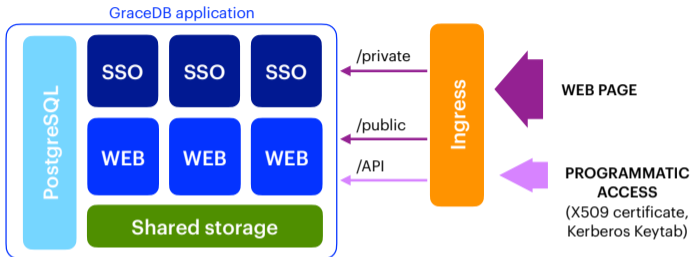 GraceDB application
PostgreSQL
SSO SSO SSO
WEB WEB WEB
Shared storage
/private
/public
/API
Ingress
WEB PAGE
PROGRAMMATIC
ACCESS
(X509 certificate,
Kerberos Keytab)